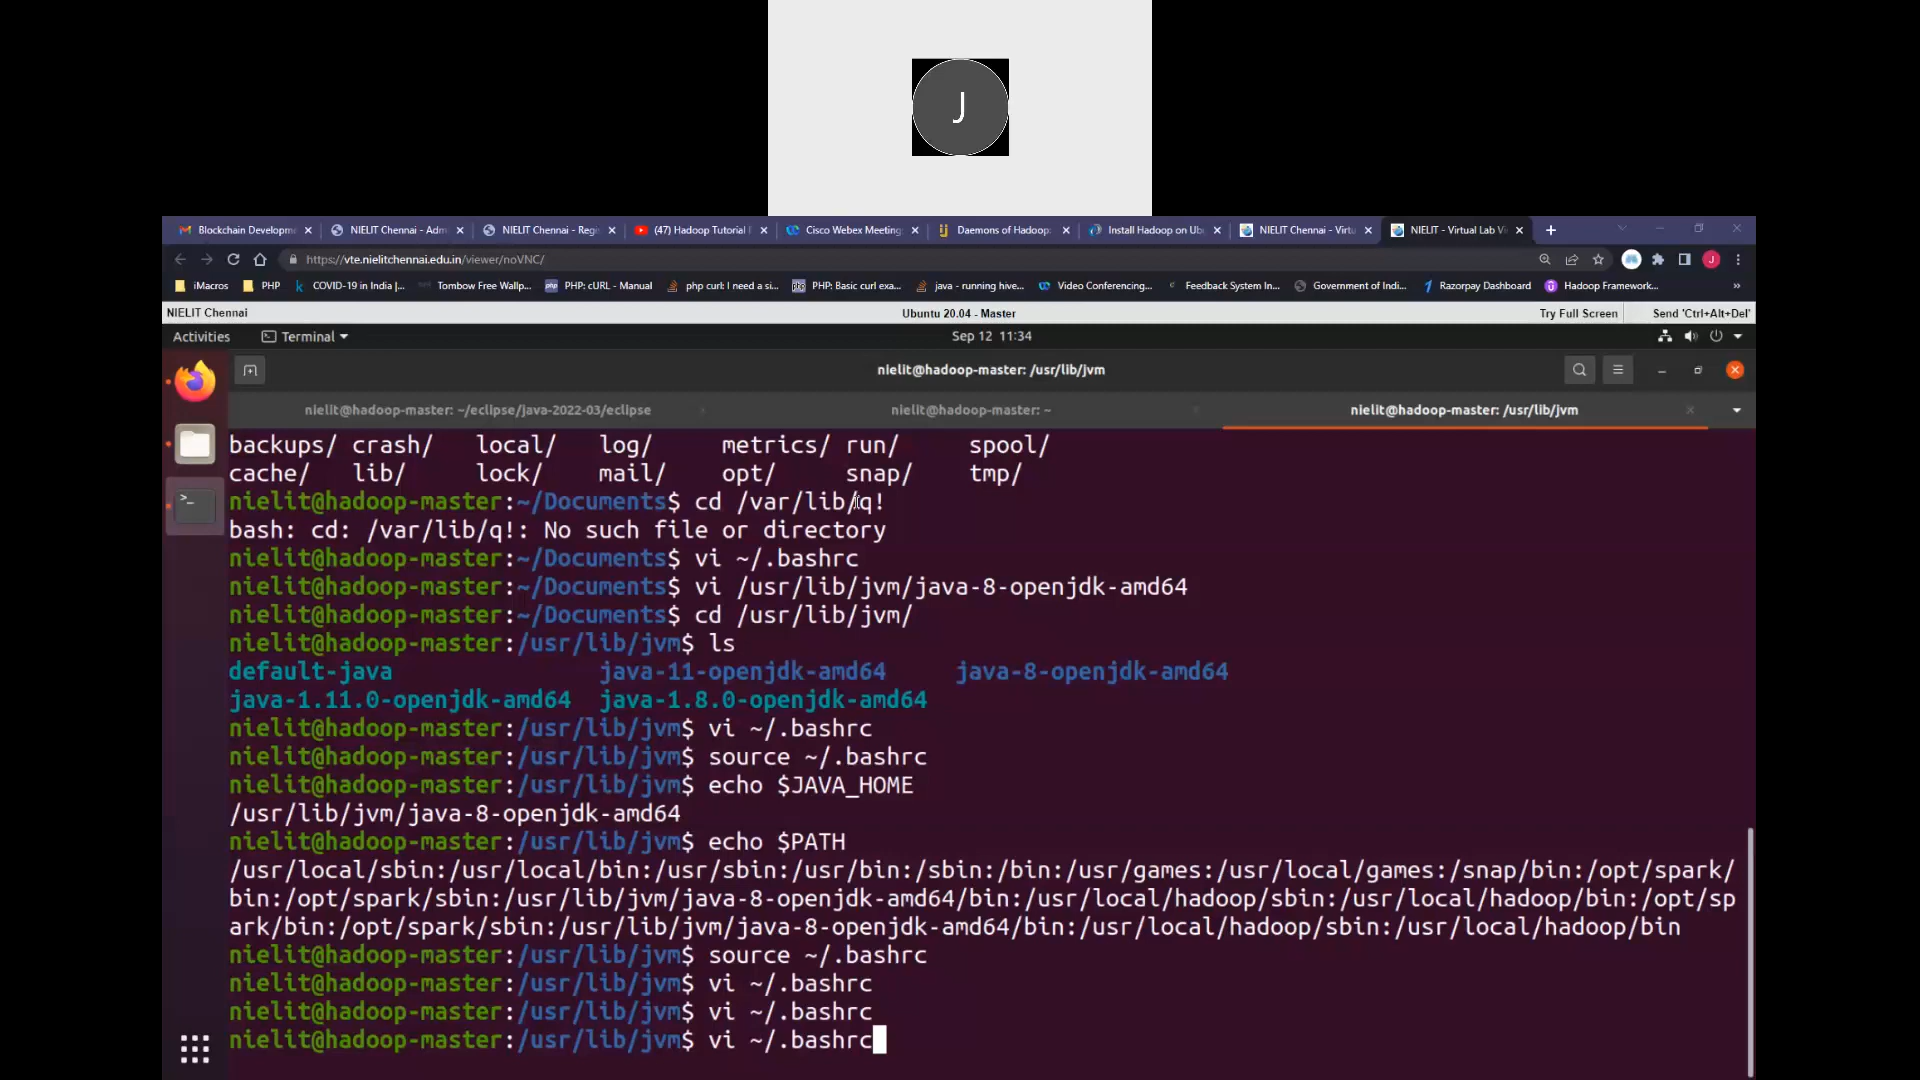 J
Blockchain Developm
NIELIT Chennai - Adm
NIELIT Chennai - Regi
(47) Hadoop Tutorial
Cisco Webex Meeting
Daemons of Hadoop
Install Hadoop on Ub
NIELIT Chennai - Virtu
NIELIT - Virtual Lab Vi
https://vte.nielitchennai.edu.in/viewer/noVNC/
J
iMacros
PHP
COVID-19 in India |...
Tombow Free Wallp...
PHP: cURL - Manual
php curl: I need a si...
PHP: Basic curl exa...
java - running hive...
Video Conferencing...
Feedback System In...
Government of Indi...
Razorpay Dashboard
Hadoop Framework...
NIELIT Chennai
Ubuntu 20.04 - Master
Try Full Screen
Send 'Ctrl+Alt+Del'
Activities
Terminal
Sep 12 11:34
nielit@hadoop-master: /usr/lib/jvm
nielit@hadoop-master: ~/eclipse/java-2022-03/eclipse
nielit@hadoop-master: ~
nielit@hadoop-master: /usr/lib/jvm
backups/ crash/ local/ log/ metrics/ run/ spool/
cache/ lib/ lock/ mail/ opt/ snap/ tmp/
nielit@hadoop-master:~/Documents$ cd /var/lib/q!
bash: cd: /var/lib/q!: No such file or directory
nielit@hadoop-master:~/Documents$ vi ~/.bashrc
nielit@hadoop-master:~/Documents$ vi /usr/lib/jvm/java-8-openjdk-amd64
nielit@hadoop-master:~/Documents$ cd /usr/lib/jvm/
nielit@hadoop-master:/usr/lib/jvm$ ls
default-java java-11-openjdk-amd64 java-8-openjdk-amd64
java-1.11.0-openjdk-amd64 java-1.8.0-openjdk-amd64
nielit@hadoop-master:/usr/lib/jvm$ vi ~/.bashrc
nielit@hadoop-master:/usr/lib/jvm$ source ~/.bashrc
nielit@hadoop-master:/usr/lib/jvm$ echo $JAVA_HOME
/usr/lib/jvm/java-8-openjdk-amd64
nielit@hadoop-master:/usr/lib/jvm$ echo $PATH
/usr/local/sbin:/usr/local/bin:/usr/sbin:/usr/bin:/sbin:/bin:/usr/games:/usr/local/games:/snap/bin:/opt/spark/
bin:/opt/spark/sbin:/usr/lib/jvm/java-8-openjdk-amd64/bin:/usr/local/hadoop/sbin:/usr/local/hadoop/bin:/opt/sp
ark/bin:/opt/spark/sbin:/usr/lib/jvm/java-8-openjdk-amd64/bin:/usr/local/hadoop/sbin:/usr/local/hadoop/bin
nielit@hadoop-master:/usr/lib/jvm$ source ~/.bashrc
nielit@hadoop-master:/usr/lib/jvm$ vi ~/.bashrc
nielit@hadoop-master:/usr/lib/jvm$ vi ~/.bashrc
nielit@hadoop-master:/usr/lib/jvm$ vi ~/.bashrc